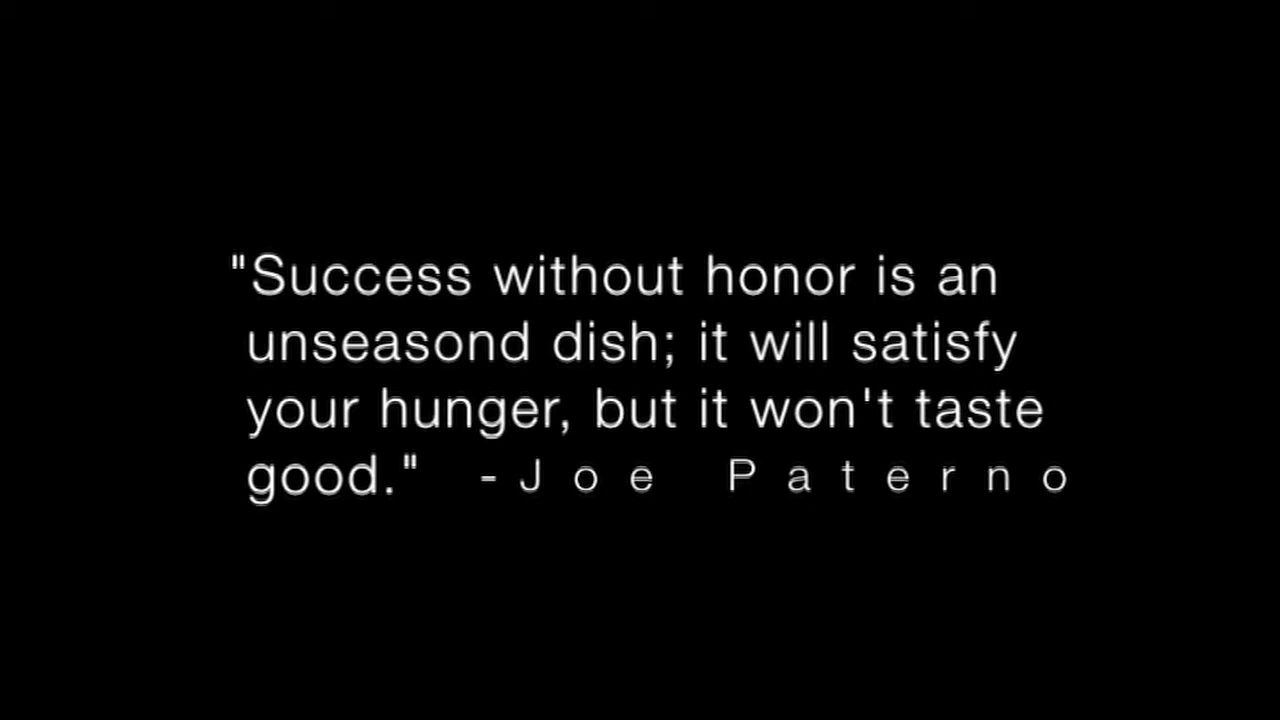 "Success without honor is an
unseasond dish; it will satisfy
your hunger, but it won't taste
good." -Joe Paterno